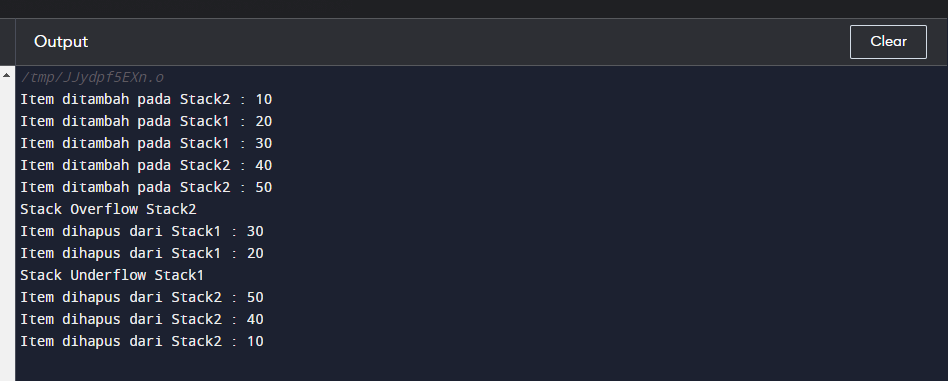 Output
Clear
/tmp/JJydpf5EXn.o
Item ditambah pada Stack2 : 10
Item ditambah pada Stack1 : 20
Item ditambah pada Stack1 : 30
Item ditambah pada Stack2 : 40
Item ditambah pada Stack2 : 50
Stack Overflow Stack2
Item dihapus dari Stack1 : 30
Item dihapus dari Stack1 : 20
Stack Underflow Stack1
Item dihapus dari Stack2 : 50
Item dihapus dari Stack2 : 40
Item dihapus dari Stack2 : 10